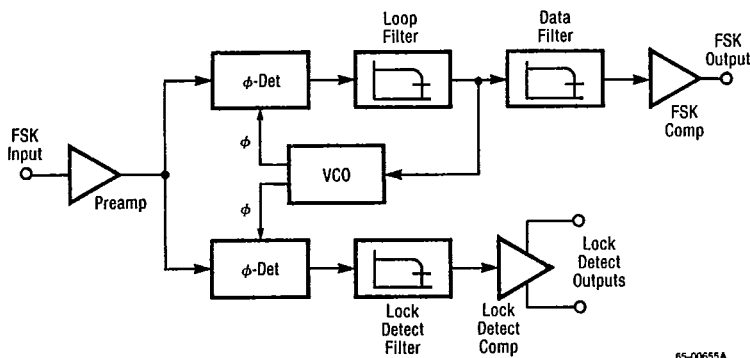 Loop
Filter
Data
Filter
FSK
Output
φ-Det
FSK
Comp
FSK
Input
φ
VCO
Preamp
φ
φ-Det
Lock
Detect
Outputs
Lock
Detect
Filter
Lock
Detect
Comp
65-00655A